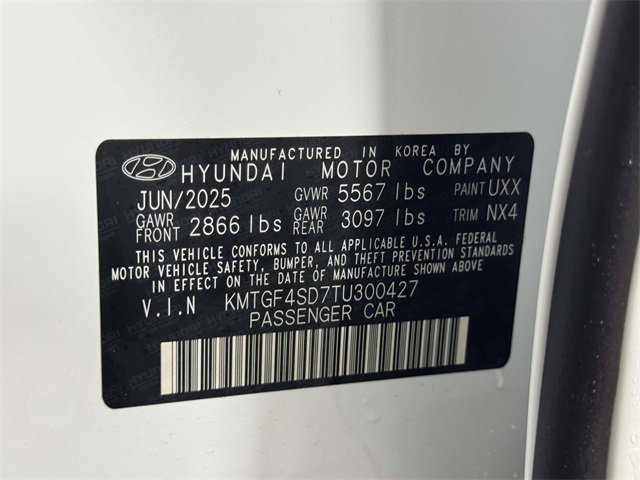 MANUFACTURED IN KOREA BY
HYUNDAI MOTOR COMPANY
JUN/2025 GVWR 5567 lbs PAINT UXX
GAWR FRONT 2866 lbs GAWR REAR 3097 lbs TRIM NX4
THIS VEHICLE CONFORMS TO ALL APPLICABLE U.S.A. FEDERAL
MOTOR VEHICLE SAFETY, BUMPER, AND THEFT PREVENTION STANDARDS
IN EFFECT ON THE DATE OF MANUFACTURE SHOWN ABOVE.
V.I.N KMTGF4SD7TU300427
PASSENGER CAR